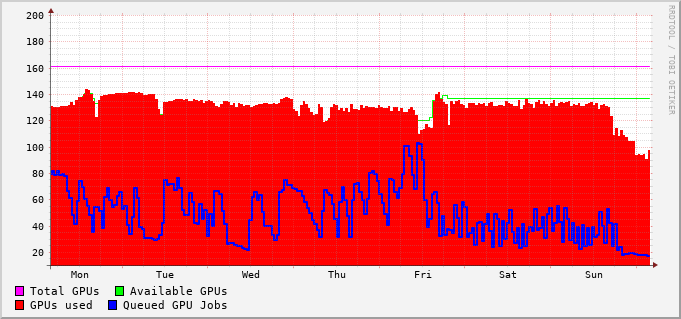 200
180
160
140
120
100
80
60
40
20
Mon Tue Wed Thu Fri Sat Sun
Total GPUs Available GPUs
GPUs used Queued GPU Jobs
RRDTOOL / TOBI OETIKER